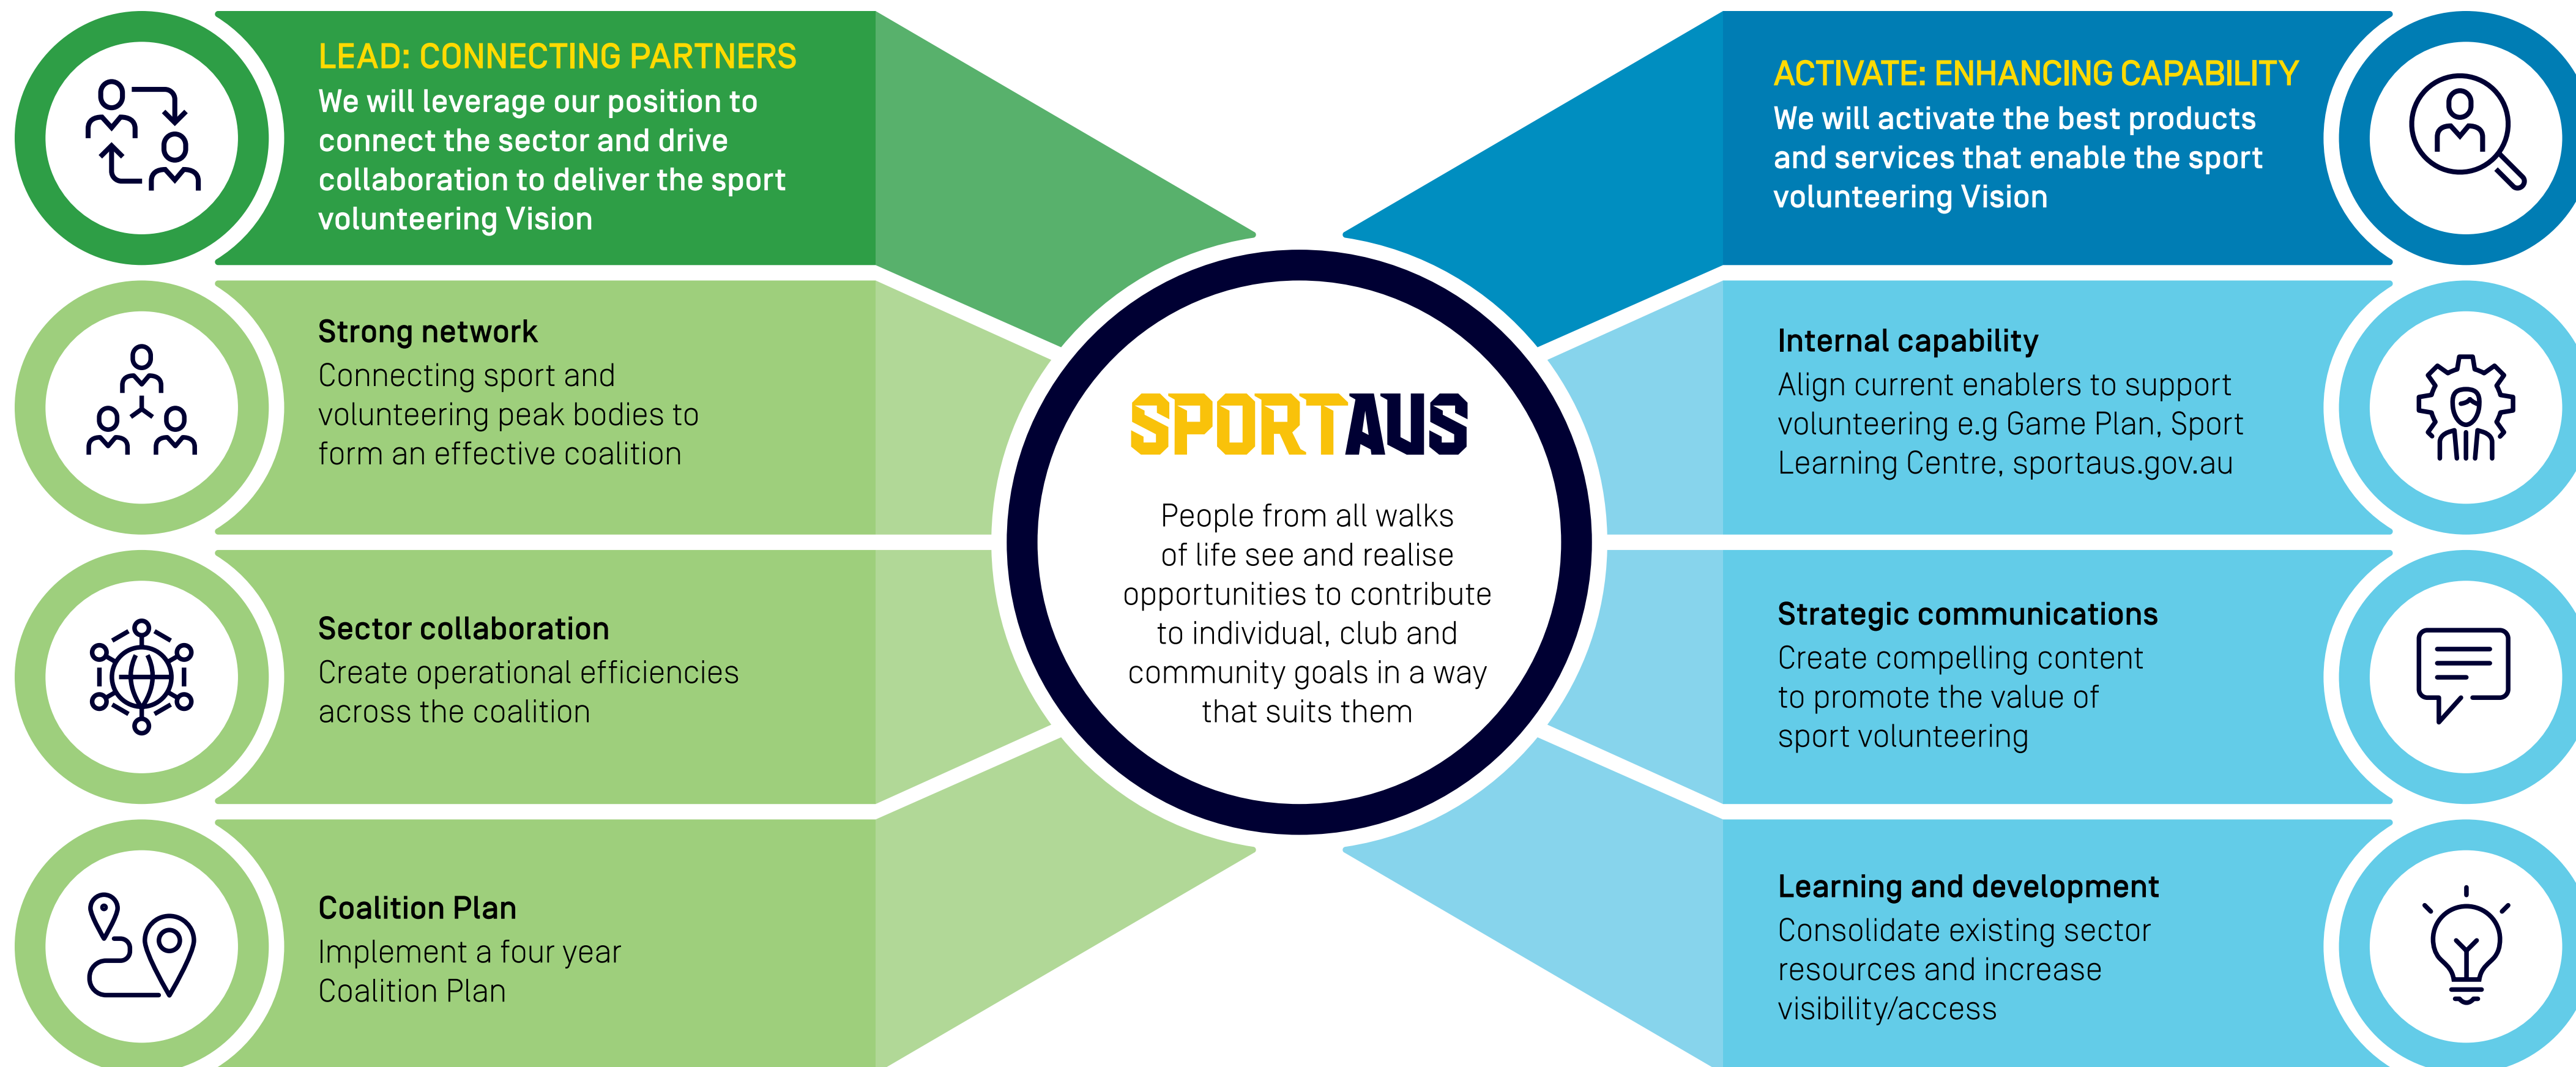 LEAD: CONNECTING PARTNERS
We will leverage our position to
connect the sector and drive
collaboration to deliver the sport
volunteering Vision
Strong network
Connecting sport and
volunteering peak bodies to
form an effective coalition
Sector collaboration
Create operational efficiencies
across the coalition
Coalition Plan
Implement a four year
Coalition Plan
SPORTAUS
People from all walks
of life see and realise
opportunities to contribute
to individual, club and
community goals in a way
that suits them
ACTIVATE: ENHANCING CAPABILITY
We will activate the best products
and services that enable the sport
volunteering Vision
Internal capability
Align current enablers to support
volunteering e.g Game Plan, Sport
Learning Centre, sportaus.gov.au
Strategic communications
Create compelling content
to promote the value of
sport volunteering
Learning and development
Consolidate existing sector
resources and increase
visibility/access